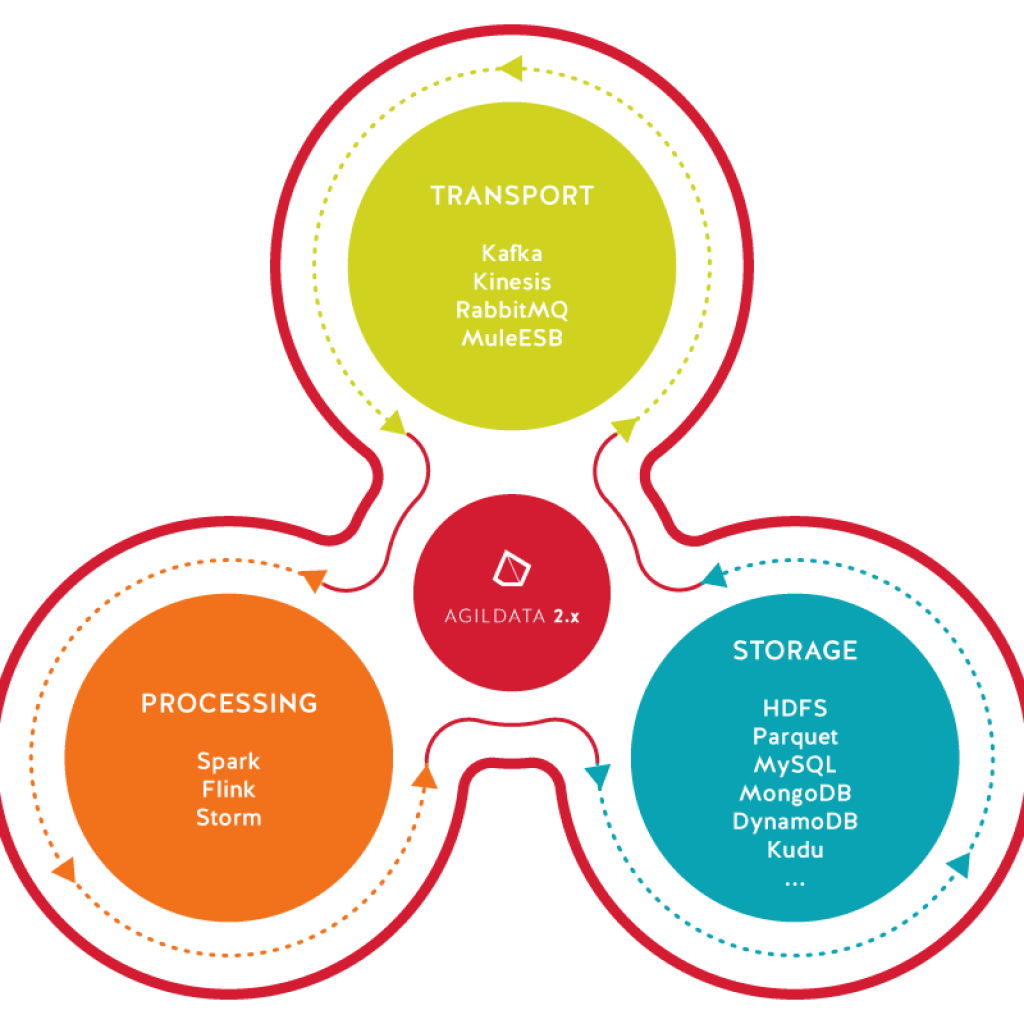 TRANSPORT
Kafka
Kinesis
RabbitMQ
MuleESB
AGILDATA 2.x
PROCESSING
Spark
Flink
Storm
STORAGE
HDFS
Parquet
MySQL
MongoDB
DynamoDB
Kudu
...